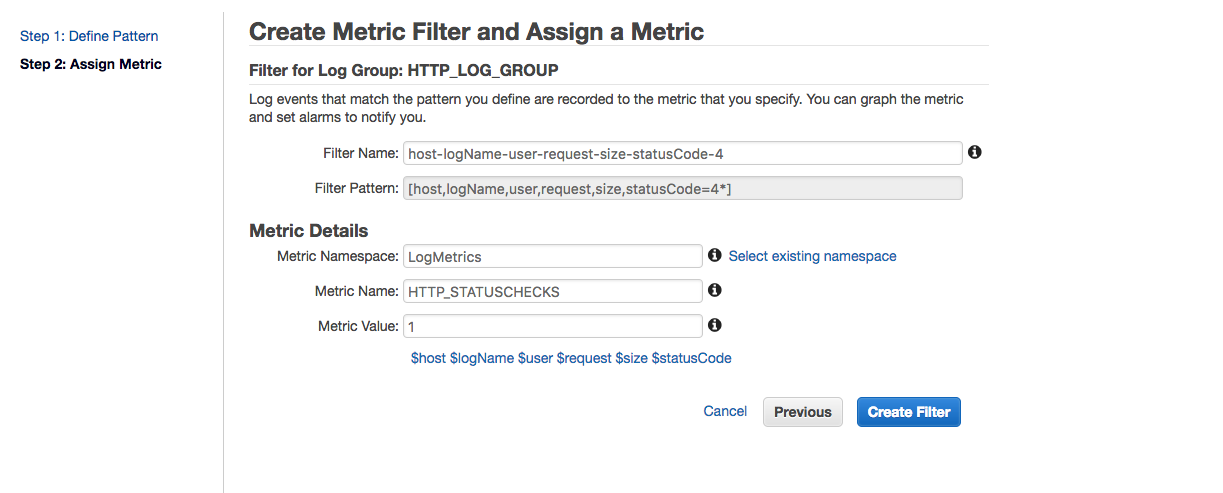 Step 1: Define Pattern
Step 2: Assign Metric
Create Metric Filter and Assign a Metric
Filter for Log Group: HTTP_LOG_GROUP
Log events that match the pattern you define are recorded to the metric that you specify. You can graph the metric
and set alarms to notify you.
Filter Name: host-logName-user-request-size-statusCode-4
Filter Pattern: [host,logName,user,request,size,statusCode=4*]
Metric Details
Metric Namespace: LogMetrics Select existing namespace
Metric Name: HTTP_STATUSCHECKS
Metric Value: 1
$host $logName $user $request $size $statusCode
Cancel Previous Create Filter